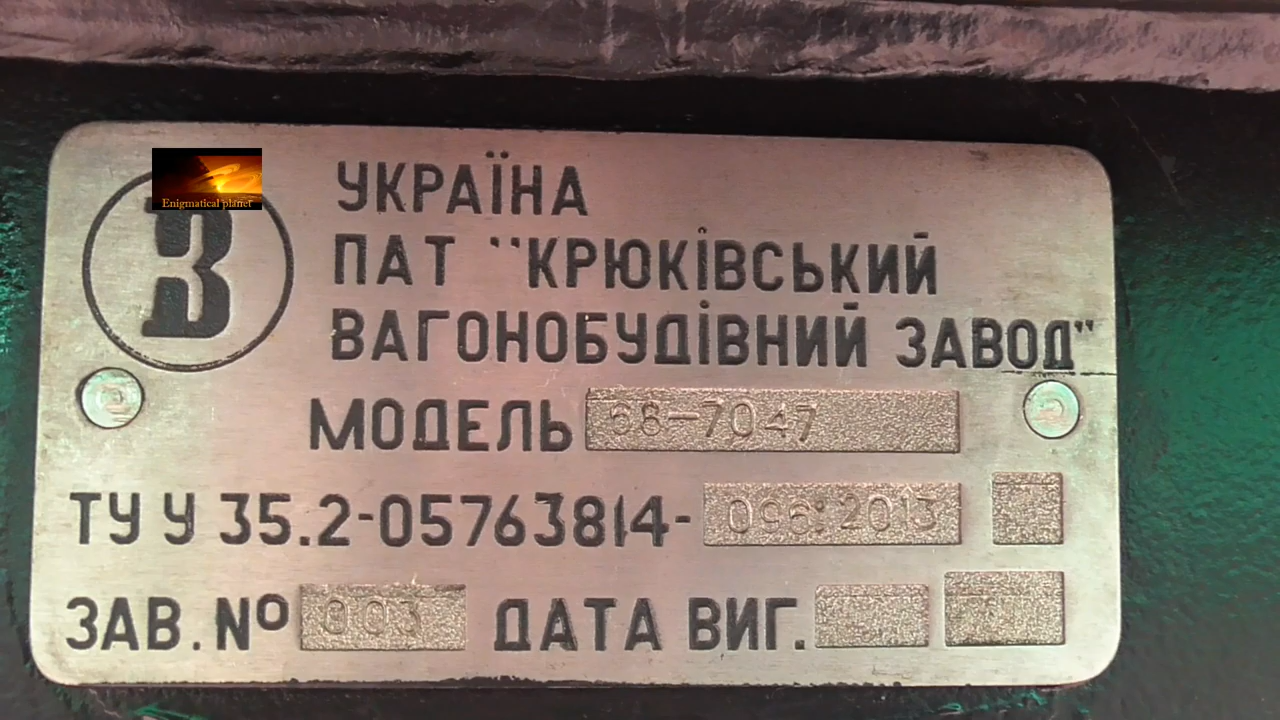 Enigmatical planet
УКРАЇНА
ПАТ "КРЮКІВСЬКИЙ
ВАГОНОБУДІВНИЙ ЗАВОД"
МОДЕЛЬ 68-7047
ТУ У 35.2-05763814-096:2013
ЗАВ. № 003 ДАТА ВИГ.